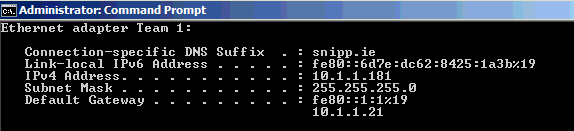 Administrator: Command Prompt
Ethernet adapter Team 1:
Connection-specific DNS Suffix . : snipp.ie
Link-local IPv6 Address . . . . . : fe80::6d7e:dc62:8425:1a3b%19
IPv4 Address. . . . . . . . . . . : 10.1.1.181
Subnet Mask . . . . . . . . . . . : 255.255.255.0
Default Gateway . . . . . . . . . : fe80::1:1%19
10.1.1.21